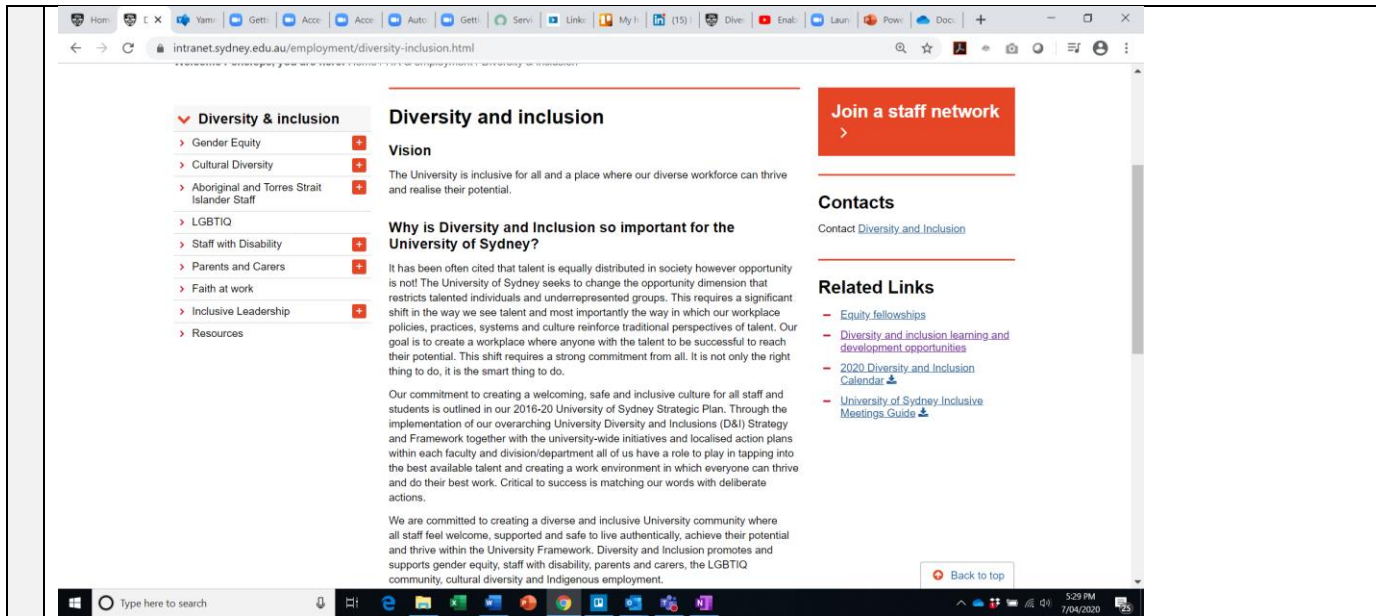 Hom
Yam
Getti
Acce
Acce
Auto
Getti
Servi
Linke
My h
(15)
Diver
Enab
Laun
Powe
Docu
intranet.sydney.edu.au/employment/diversity-inclusion.html
Diversity & inclusion
Gender Equity
Cultural Diversity
Aboriginal and Torres Strait
Islander Staff
LGBTIQ
Staff with Disability
Parents and Carers
Faith at work
Inclusive Leadership
Resources
Diversity and inclusion
Vision
The University is inclusive for all and a place where our diverse workforce can thrive
and realise their potential.
Why is Diversity and Inclusion so important for the
University of Sydney?
It has been often cited that talent is equally distributed in society however opportunity
is not! The University of Sydney seeks to change the opportunity dimension that
restricts talented individuals and underrepresented groups. This requires a significant
shift in the way we see talent and most importantly the way in which our workplace
policies, practices, systems and culture reinforce traditional perspectives of talent. Our
goal is to create a workplace where anyone with the talent to be successful to reach
their potential. This shift requires a strong commitment from all. It is not only the right
thing to do, it is the smart thing to do.
Our commitment to creating a welcoming, safe and inclusive culture for all staff and
students is outlined in our 2016-20 University of Sydney Strategic Plan. Through the
implementation of our overarching University Diversity and Inclusions (D&I) Strategy
and Framework together with the university-wide initiatives and localised action plans
within each faculty and division/department all of us have a role to play in tapping into
the best available talent and creating a work environment in which everyone can thrive
and do their best work. Critical to success is matching our words with deliberate
actions.
We are committed to creating a diverse and inclusive University community where
all staff feel welcome, supported and safe to live authentically, achieve their potential
and thrive within the University Framework. Diversity and Inclusion promotes and
supports gender equity, staff with disability, parents and carers, the LGBTIQ
community, cultural diversity and Indigenous employment.
Join a staff network
Contacts
Contact Diversity and Inclusion
Related Links
Equity fellowships
Diversity and inclusion learning and
development opportunities
2020 Diversity and Inclusion
Calendar
University of Sydney Inclusive
Meetings Guide
Back to top
Type here to search
5:29 PM
7/04/2020